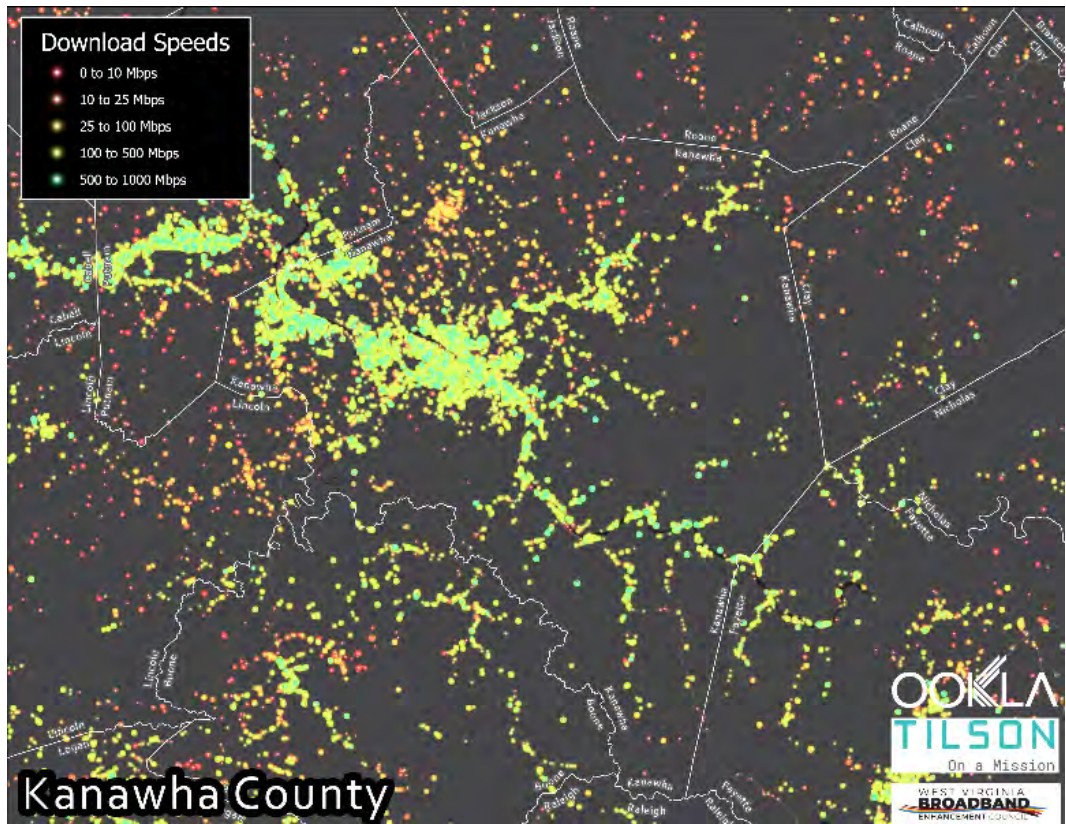 Download Speeds
0 to 10 Mbps
10 to 25 Mbps
25 to 100 Mbps
100 to 500 Mbps
500 to 1000 Mbps
Roane
Jackson
Calhoun
Roane
Calhoun
Clay
Braxton
Clay
Jackson
Kanawha
Roane
Kanawha
Roane
Clay
Putnam
Kanawha
Cabell
Putnam
Clay
Kanawha
Cabell
Lincoln
Lincoln
Putnam
Kanawha
Lincoln
Clay
Nicholas
Nicholas
Fayette
Kanawha
Fayette
Lincoln
Boone
Kanawha
Boone
Lincoln
Logan
Boone
Raleigh
Kanawha
Raleigh
Fayette
Raleigh
OOKLA
TILSON
On a Mission
WEST VIRGINIA
BROADBAND
ENHANCEMENT COUNCIL
Kanawha County